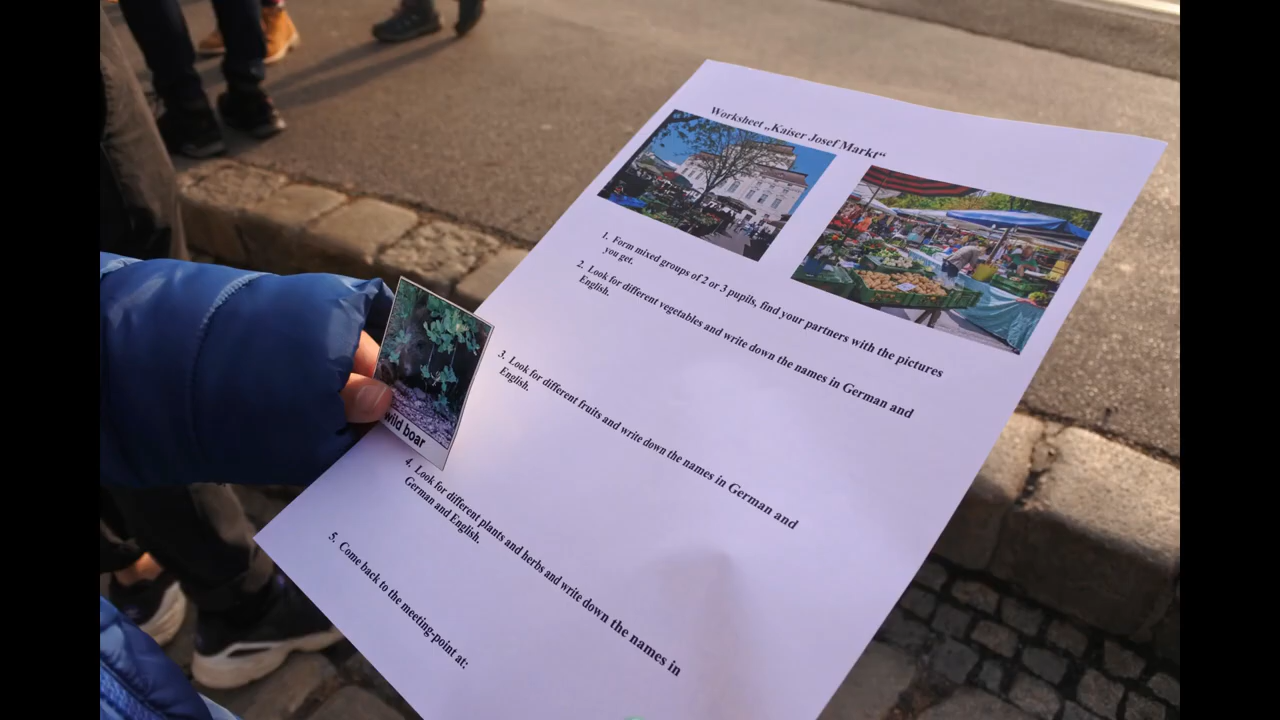 Worksheet „Kaiser Josef Markt“
1. Form mixed groups of 2 or 3 pupils, find your partners with the pictures
you get.
2. Look for different vegetables and write down the names in German and
English.
3. Look for different fruits and write down the names in German and
English.
wild boar
4. Look for different plants and herbs and write down the names in
German and English.
5. Come back to the meeting-point at: